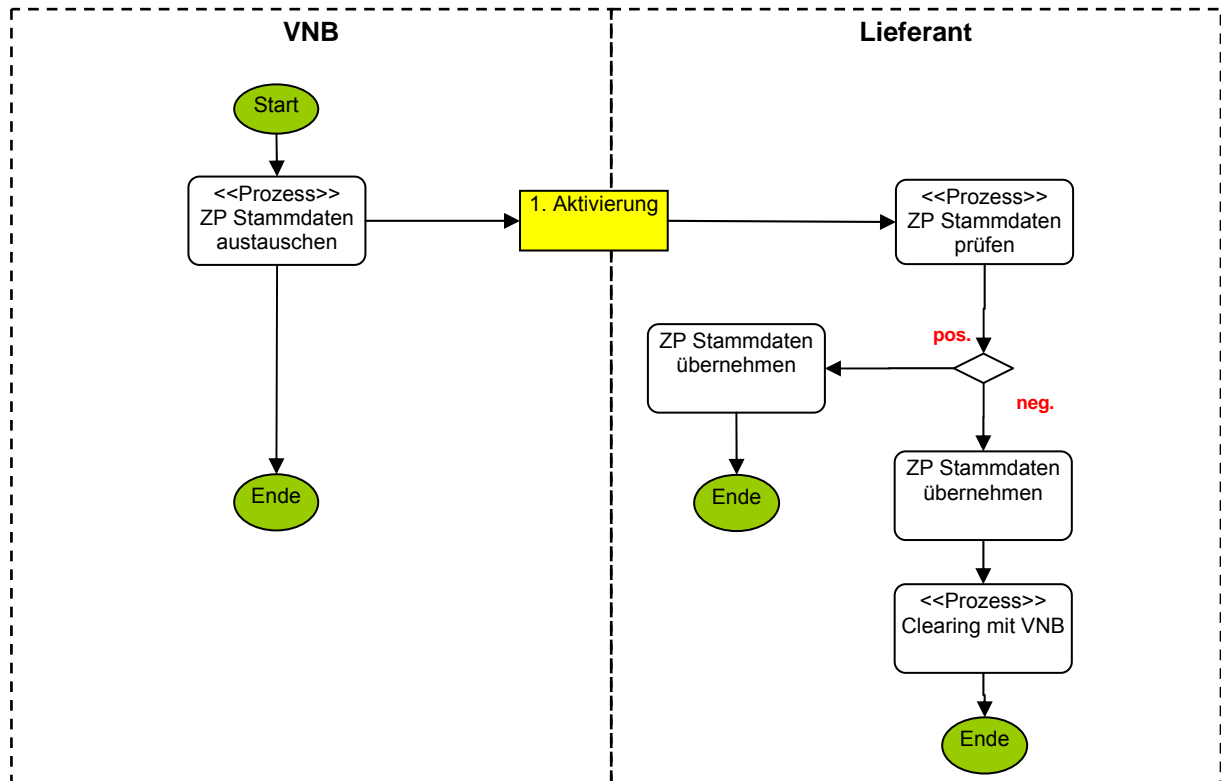 VNB
Lieferant
Start
<<Prozess>>
ZP Stammdaten
austauschen
1. Aktivierung
<<Prozess>>
ZP Stammdaten
prüfen
pos.
ZP Stammdaten
übernehmen
neg.
ZP Stammdaten
übernehmen
Ende
Ende
<<Prozess>>
Clearing mit VNB
Ende